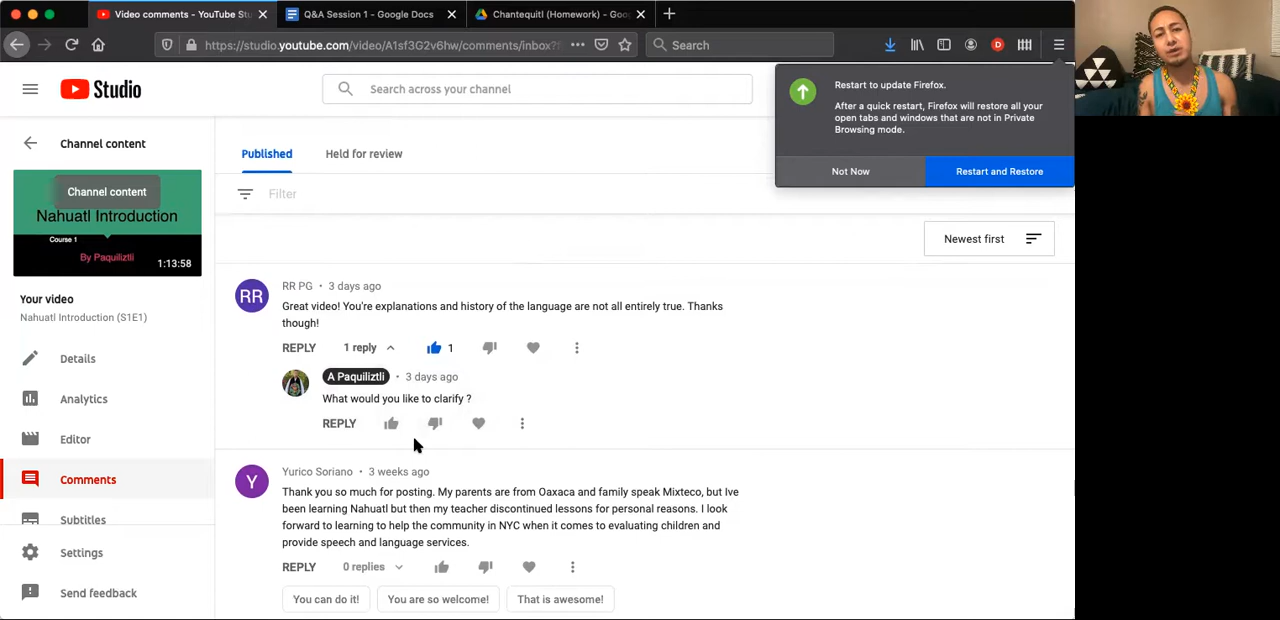 Video comments - YouTube Stu
Q&A Session 1 - Google Docs
Chantequitl (Homework) - Goog
https://studio.youtube.com/video/A1sf3G2v6hw/comments/inbox?
Search
D
Restart to update Firefox.
After a quick restart, Firefox will restore all your
open tabs and windows that are not in Private
Browsing mode.
Not Now
Restart and Restore
Studio
Search across your channel
Channel content
Channel content
Nahuatl Introduction
Course 1
By Paquiliztli
1:13:58
Your video
Nahuatl Introduction (S1E1)
Details
Analytics
Editor
Comments
Subtitles
Settings
Send feedback
Published
Held for review
Filter
Newest first
RR
RR PG • 3 days ago
Great video! You're explanations and history of the language are not all entirely true. Thanks
though!
REPLY
1 reply
1
A Paquiliztli • 3 days ago
What would you like to clarify ?
REPLY
Y
Yurico Soriano • 3 weeks ago
Thank you so much for posting. My parents are from Oaxaca and family speak Mixteco, but Ive
been learning Nahuatl but then my teacher discontinued lessons for personal reasons. I look
forward to learning to help the community in NYC when it comes to evaluating children and
provide speech and language services.
REPLY
0 replies
You can do it!
You are so welcome!
That is awesome!